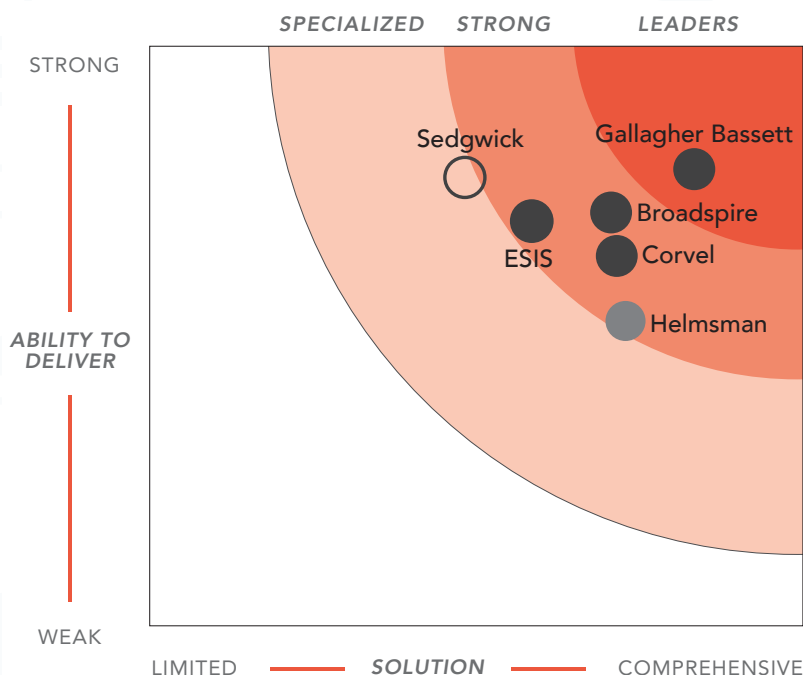 SPECIALIZED STRONG LEADERS
STRONG
Gallagher Bassett
Sedgwick
Broadspire
ESIS
Corvel
Helmsman
ABILITY TO
DELIVER
WEAK
LIMITED SOLUTION COMPREHENSIVE